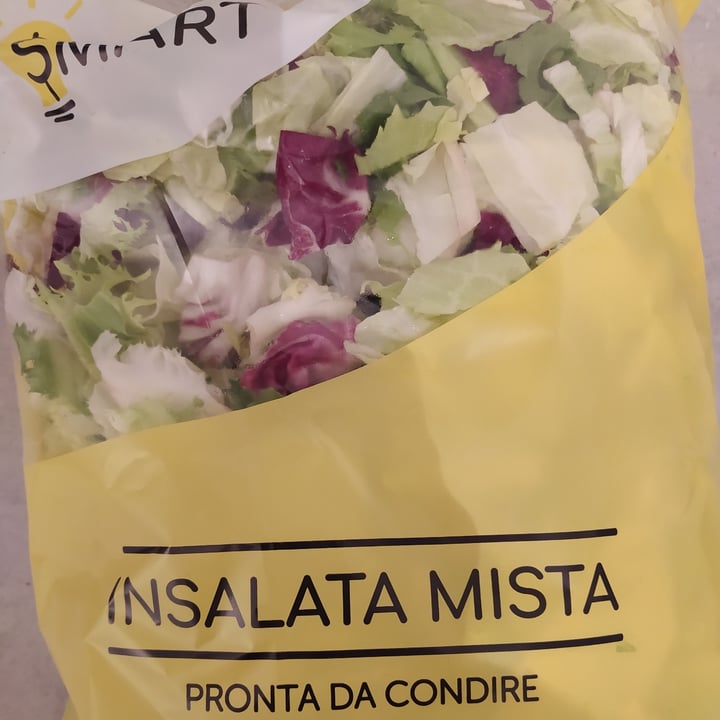 SMART
INSALATA MISTA
PRONTA DA CONDIRE